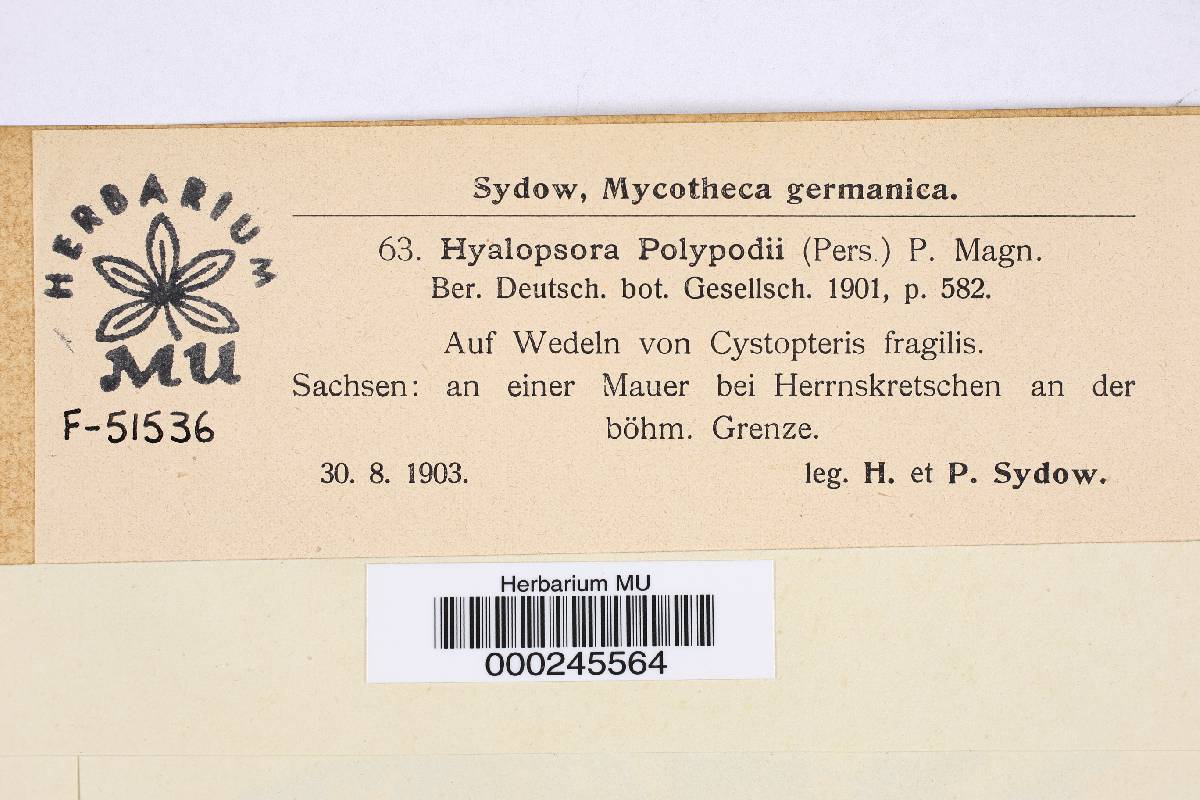 Sydow, Mycotheca germanica.
63. Hyalopsora Polypodii (Pers.) P. Magn.
Ber. Deutsch. bot. Gesellsch. 1901, p. 582.
Auf Wedeln von Cystopteris fragilis.
Sachsen: an einer Mauer bei Herrnskretschen an der
böhm. Grenze.
30. 8. 1903. leg. H. et P. Sydow.
HERBARIUM
MU
F-51536
Herbarium MU
000245564